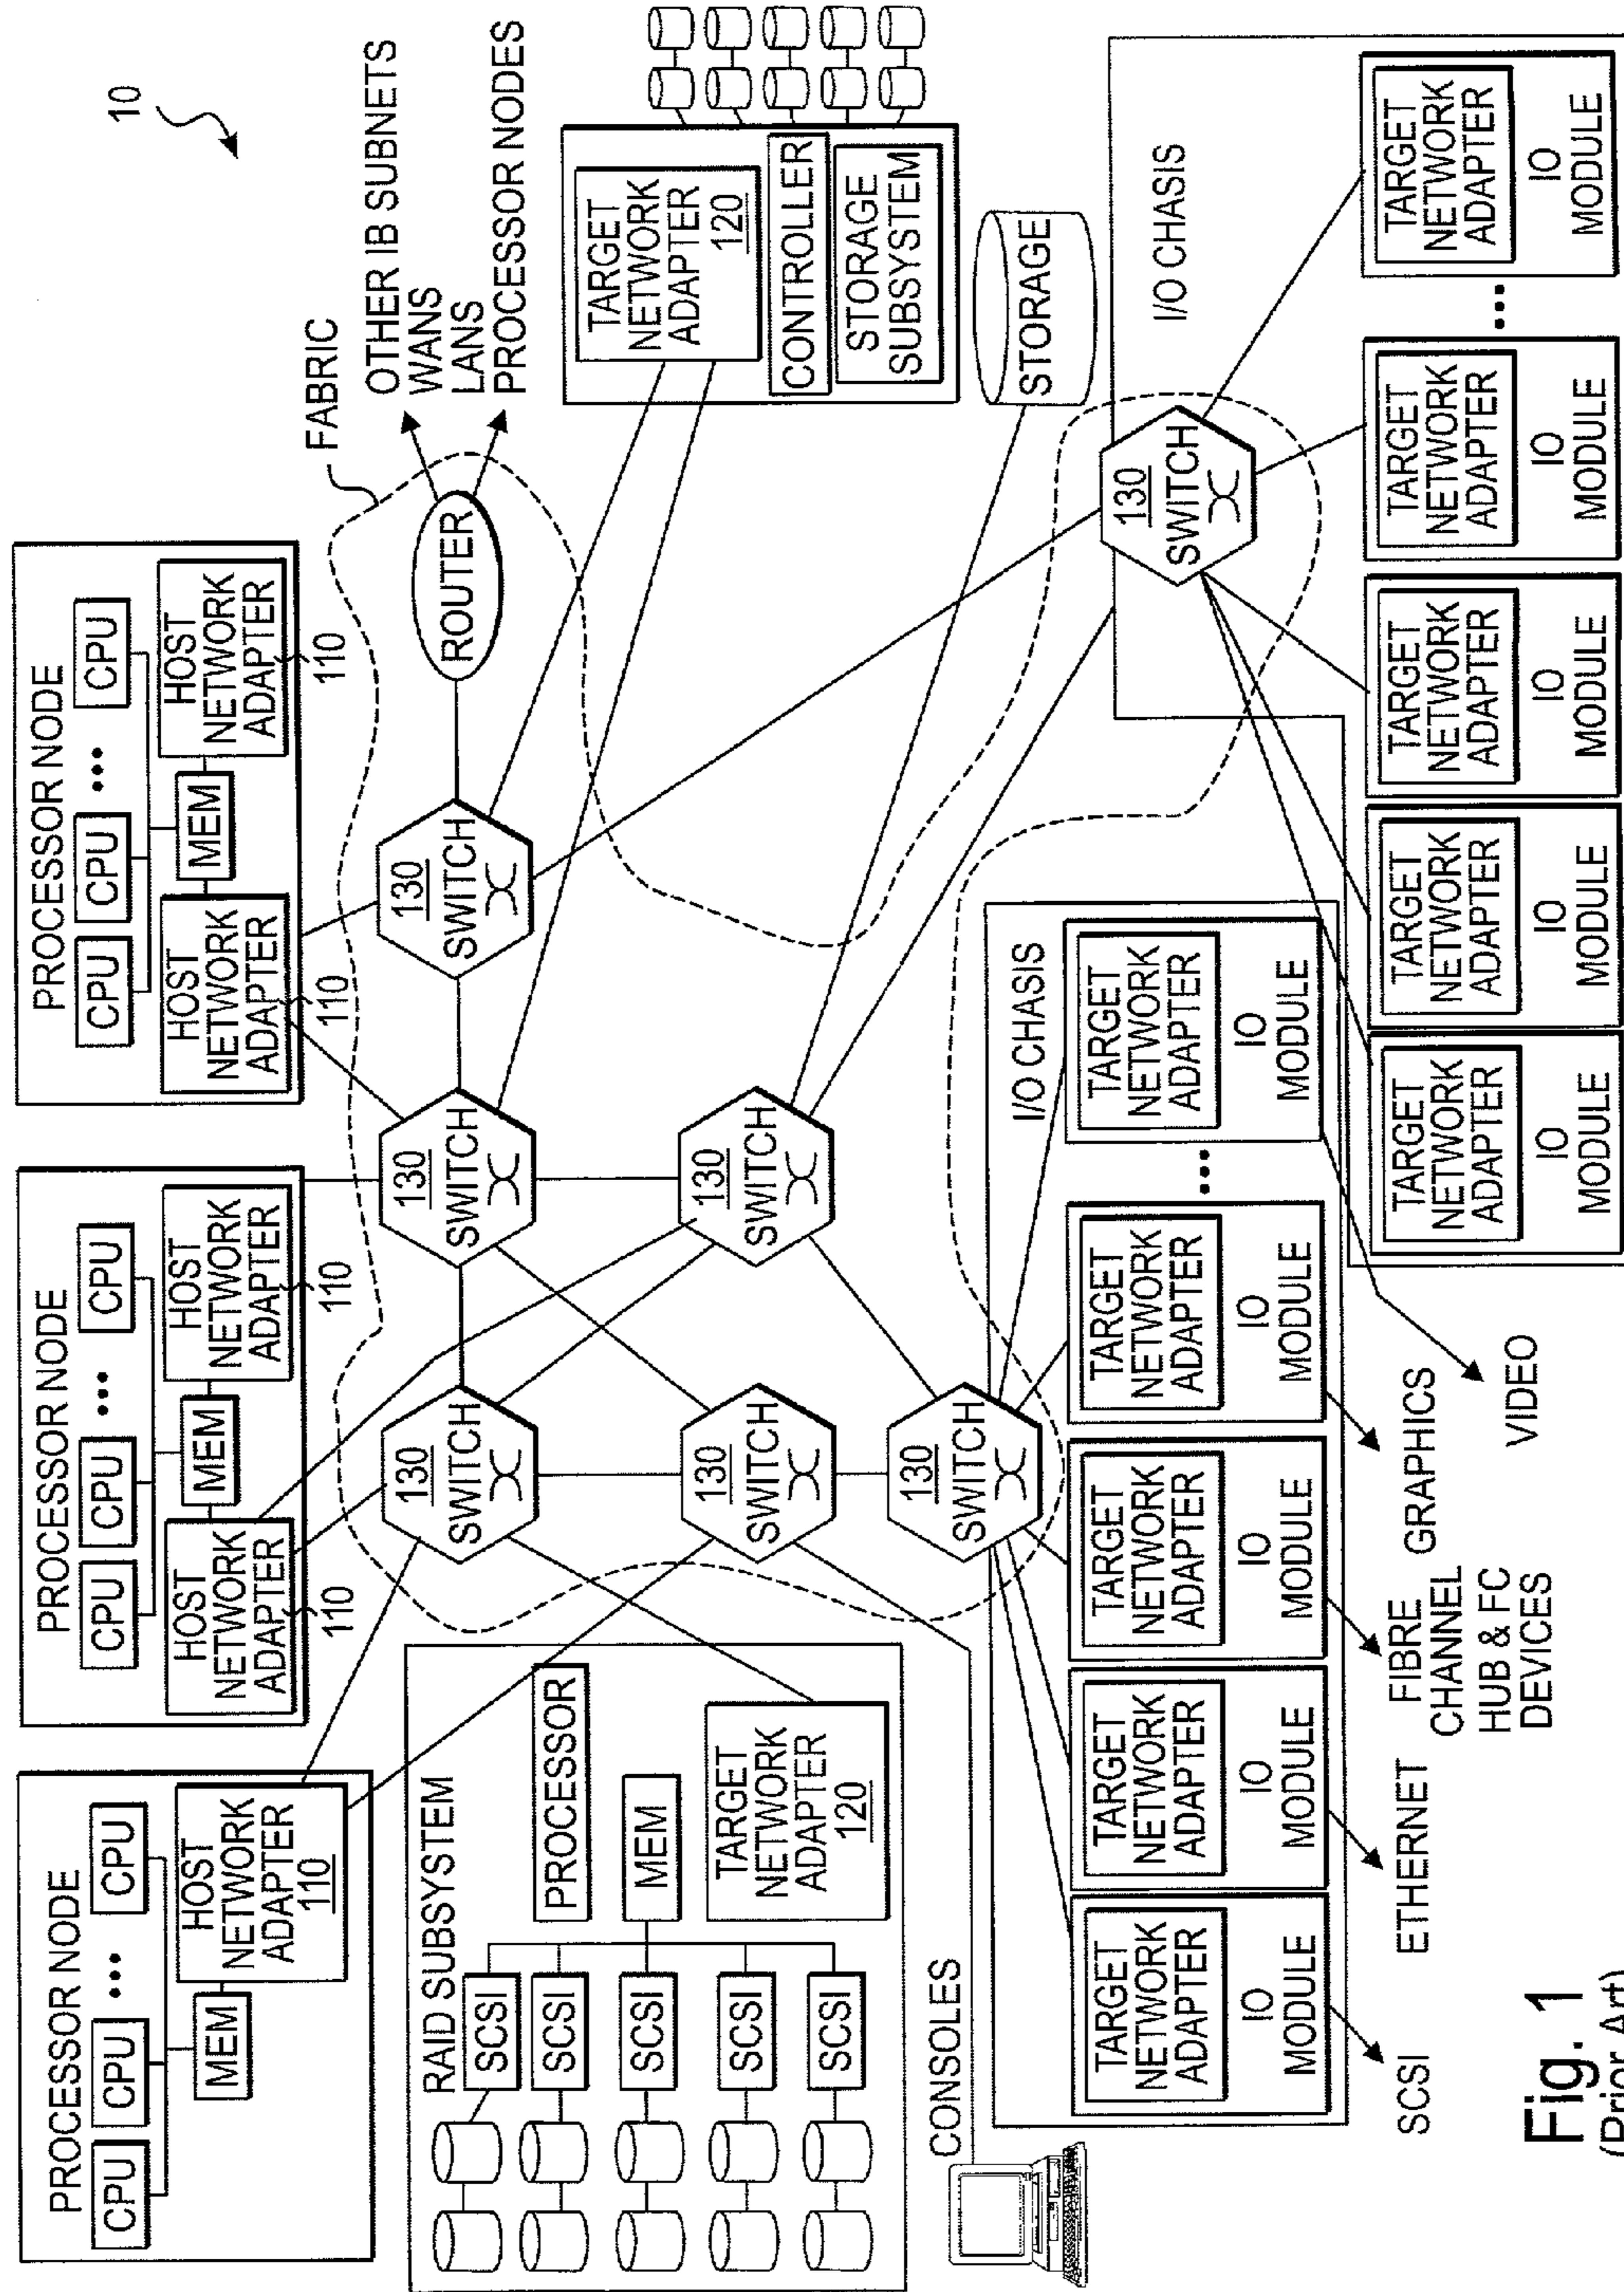 10
PROCESSOR NODE
CPU
CPU
...
CPU
MEM
HOST
NETWORK
ADAPTER
110
PROCESSOR NODE
CPU
CPU
...
CPU
HOST
NETWORK
ADAPTER
110
MEM
HOST
NETWORK
ADAPTER
110
PROCESSOR NODE
CPU
CPU
...
CPU
HOST
NETWORK
ADAPTER
110
MEM
HOST
NETWORK
ADAPTER
110
FABRIC
OTHER IB SUBNETS
WANS
LANS
PROCESSOR NODES
130
SWITCH
130
SWITCH
130
SWITCH
ROUTER
RAID SUBSYSTEM
SCSI
SCSI
SCSI
SCSI
SCSI
PROCESSOR
MEM
TARGET
NETWORK
ADAPTER
120
130
SWITCH
130
SWITCH
TARGET
NETWORK
ADAPTER
120
CONTROLLER
STORAGE
SUBSYSTEM
STORAGE
CONSOLES
130
SWITCH
130
SWITCH
I/O CHASIS
TARGET
NETWORK
ADAPTER
IO
MODULE
TARGET
NETWORK
ADAPTER
IO
MODULE
TARGET
NETWORK
ADAPTER
IO
MODULE
TARGET
NETWORK
ADAPTER
IO
MODULE
...
TARGET
NETWORK
ADAPTER
IO
MODULE
I/O CHASIS
TARGET
NETWORK
ADAPTER
IO
MODULE
TARGET
NETWORK
ADAPTER
IO
MODULE
TARGET
NETWORK
ADAPTER
IO
MODULE
TARGET
NETWORK
ADAPTER
IO
MODULE
...
TARGET
NETWORK
ADAPTER
IO
MODULE
SCSI
ETHERNET
FIBRE
CHANNEL
HUB & FC
DEVICES
GRAPHICS
VIDEO
Fig. 1
(Prior Art)